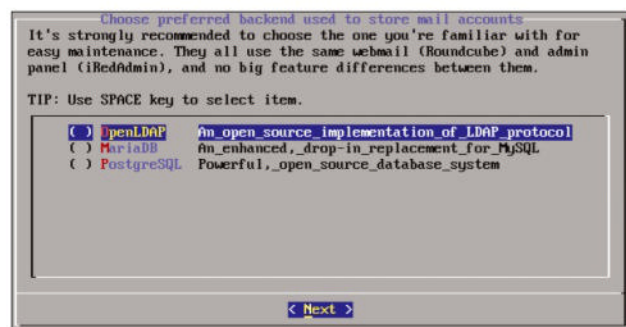 Choose preferred backend used to store mail accounts
It's strongly recommended to choose the one you're familiar with for
easy maintenance. They all use the same webmail (Roundcube) and admin
panel (iRedAdmin), and no big feature differences between them.
TIP: Use SPACE key to select item.
( ) OpenLDAP An_open_source_implementation_of_LDAP_protocol
( ) MariaDB An_enhanced,_drop-in_replacement_for_MySQL
( ) PostgreSQL Powerful,_open_source_database_system
< Next >